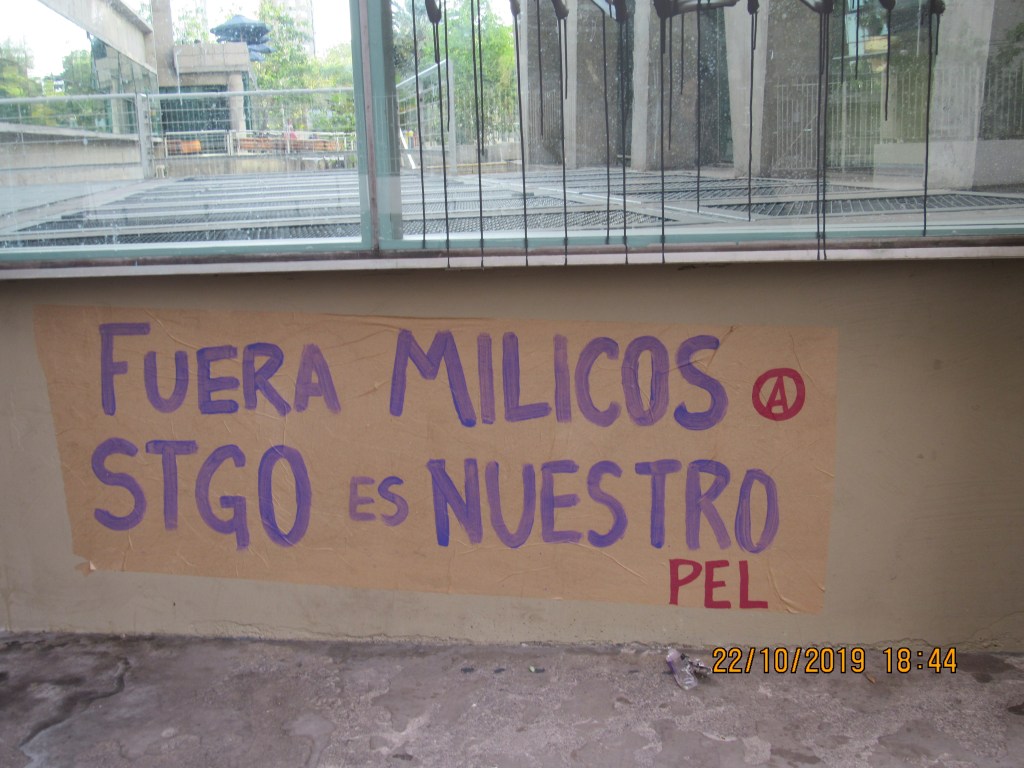 FUERA MILICOS Ⓐ
STGO ES NUESTRO
PEL
22/10/2019 18:44